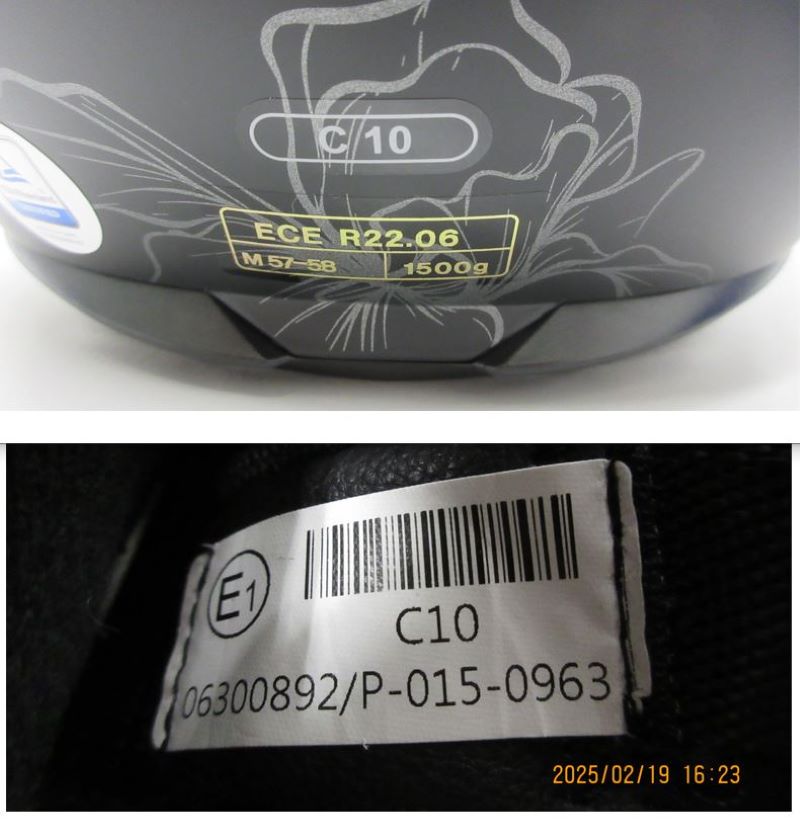 C 10
ECE R22.06
M 57-58
1500g
E1
C10
06300892/P-015-0963
2025/02/19 16:23